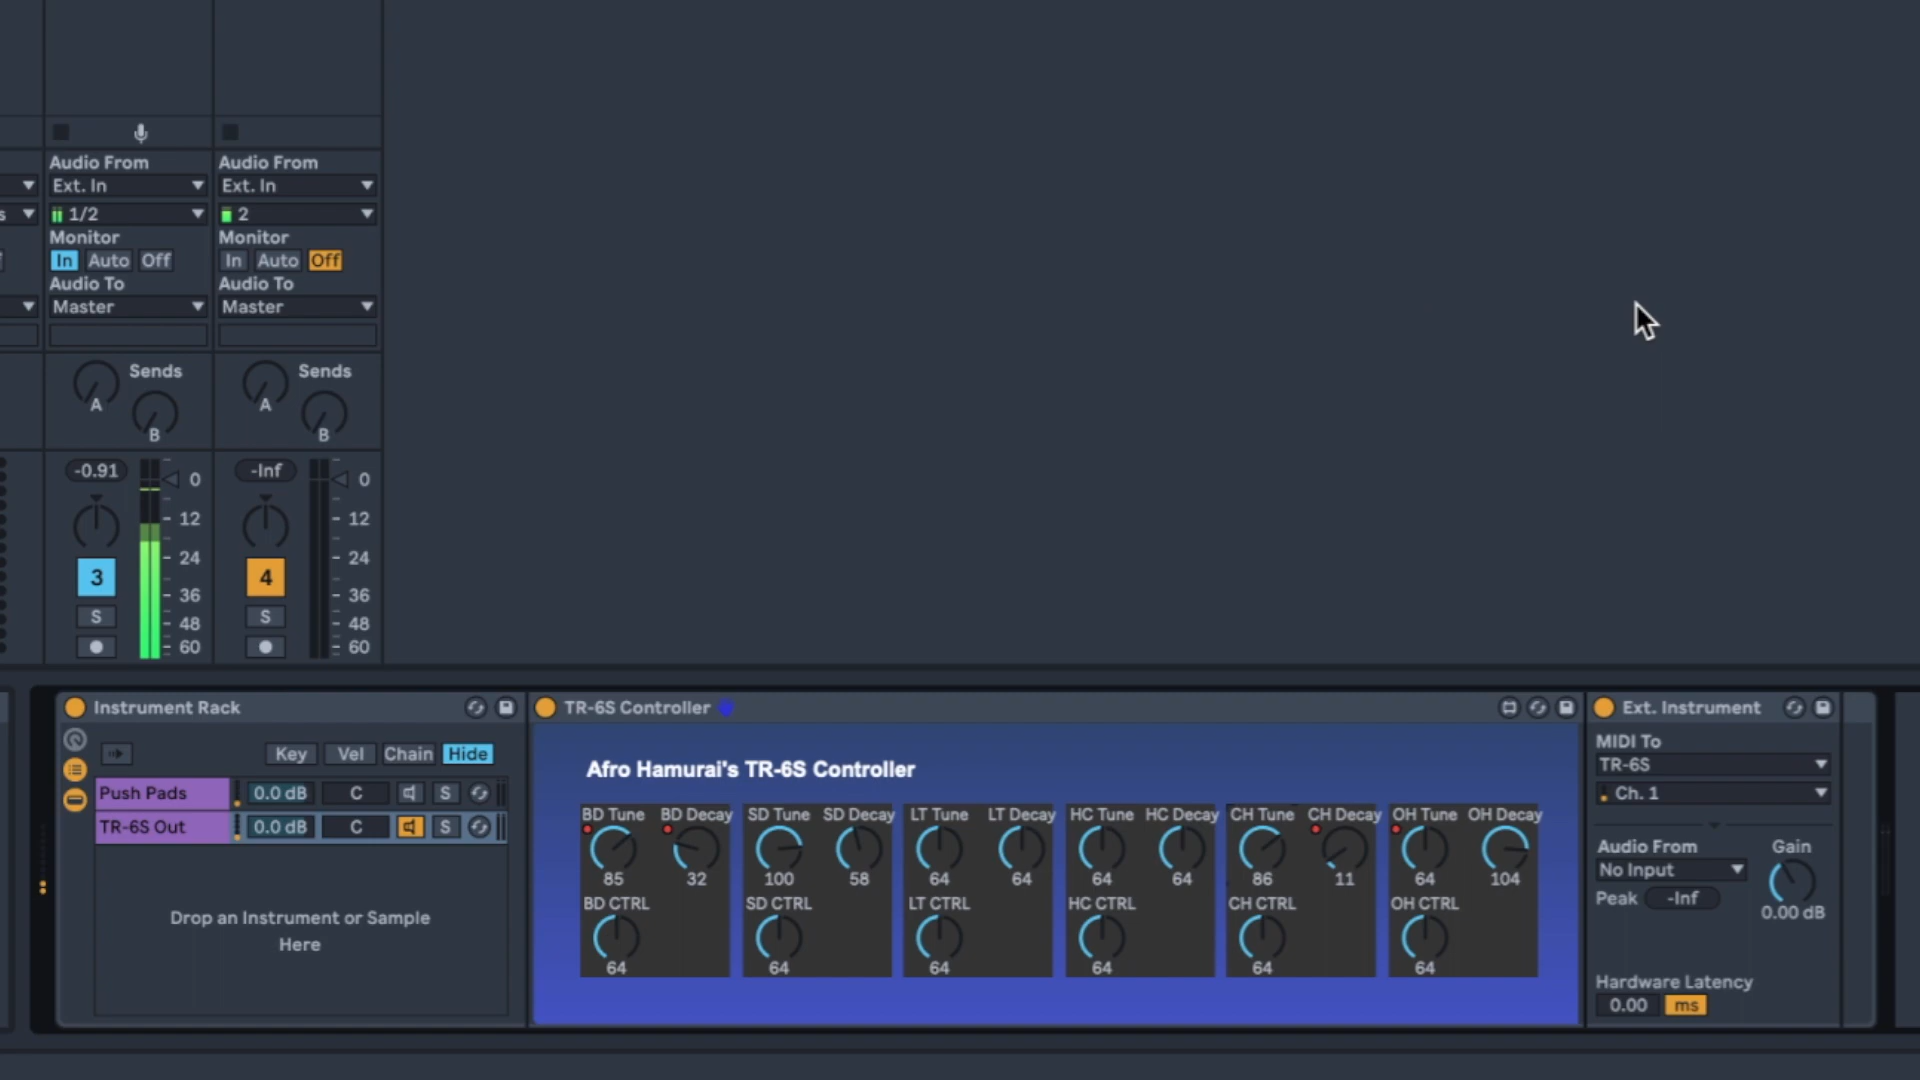 Audio From Audio From
Ext. In Ext. In
s 1/2 2
Monitor Monitor
In Auto Off In Auto Off
Audio To Audio To
Master Master
Sends Sends
A A
B B
-0.91 0 -Inf 0
12 12
24 24
3 36 4 36
S 48 S 48
60 60
Instrument Rack TR-6S Controller Ext. Instrument
Key Vel Chain Hide
Push Pads 0.0 dB C S
TR-6S Out 0.0 dB C S
Drop an Instrument or Sample
Here
Afro Hamurai's TR-6S Controller
BD Tune BD Decay SD Tune SD Decay LT Tune LT Decay HC Tune HC Decay CH Tune CH Decay OH Tune OH Decay
85 32 100 58 64 64 64 64 86 11 64 104
BD CTRL SD CTRL LT CTRL HC CTRL CH CTRL OH CTRL
64 64 64 64 64 64
MIDI To
TR-6S
Ch. 1
Audio From Gain
No Input
Peak -Inf 0.00 dB
Hardware Latency
0.00 ms